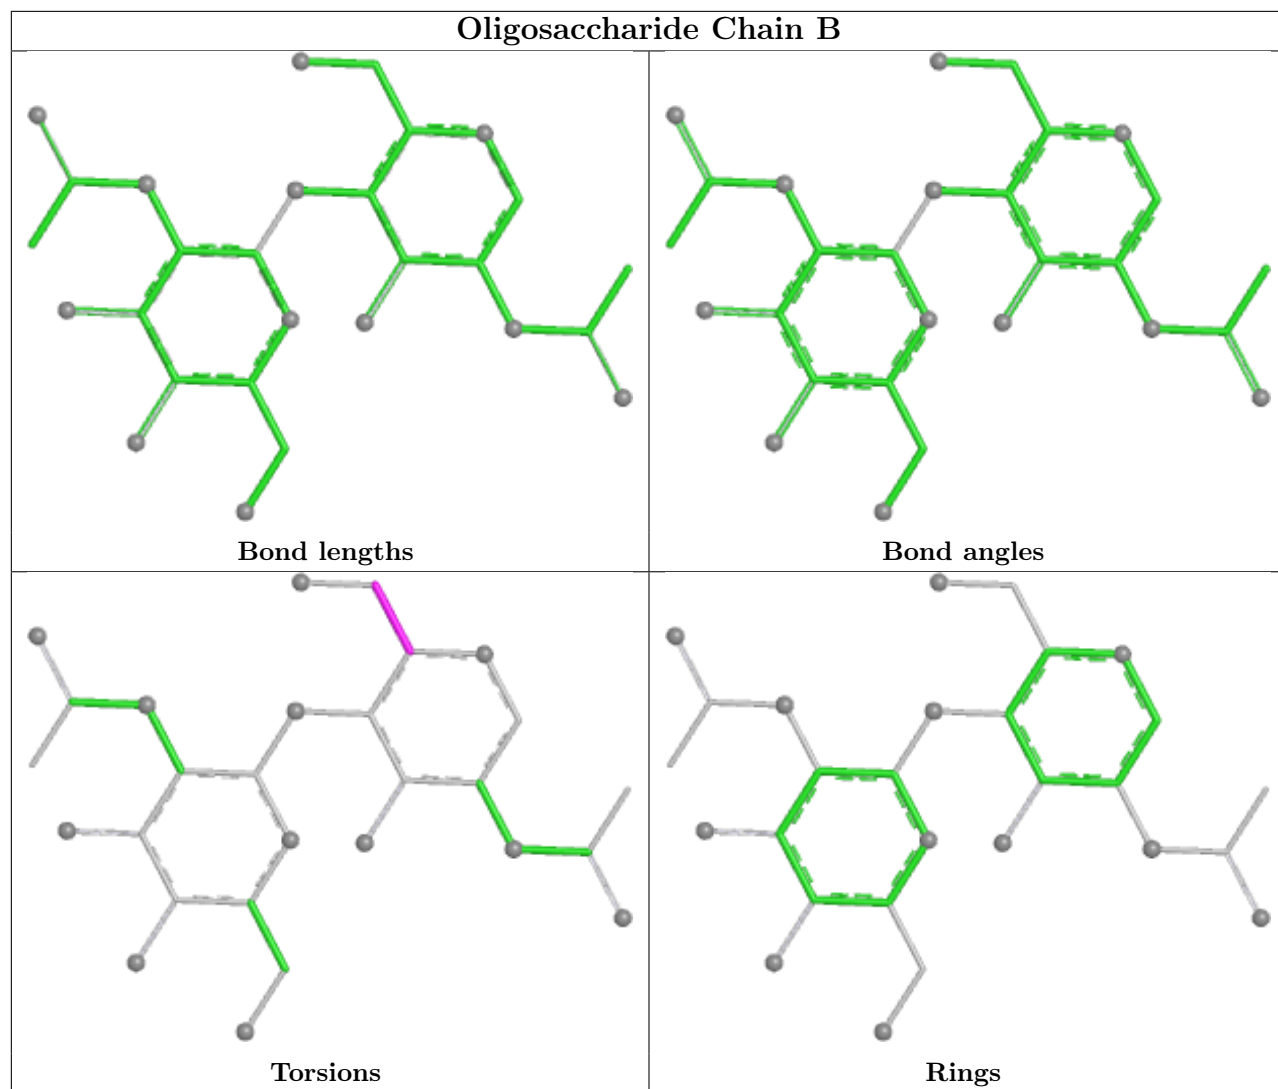 Oligosaccharide Chain B
Bond lengths
Bond angles
Torsions
Rings